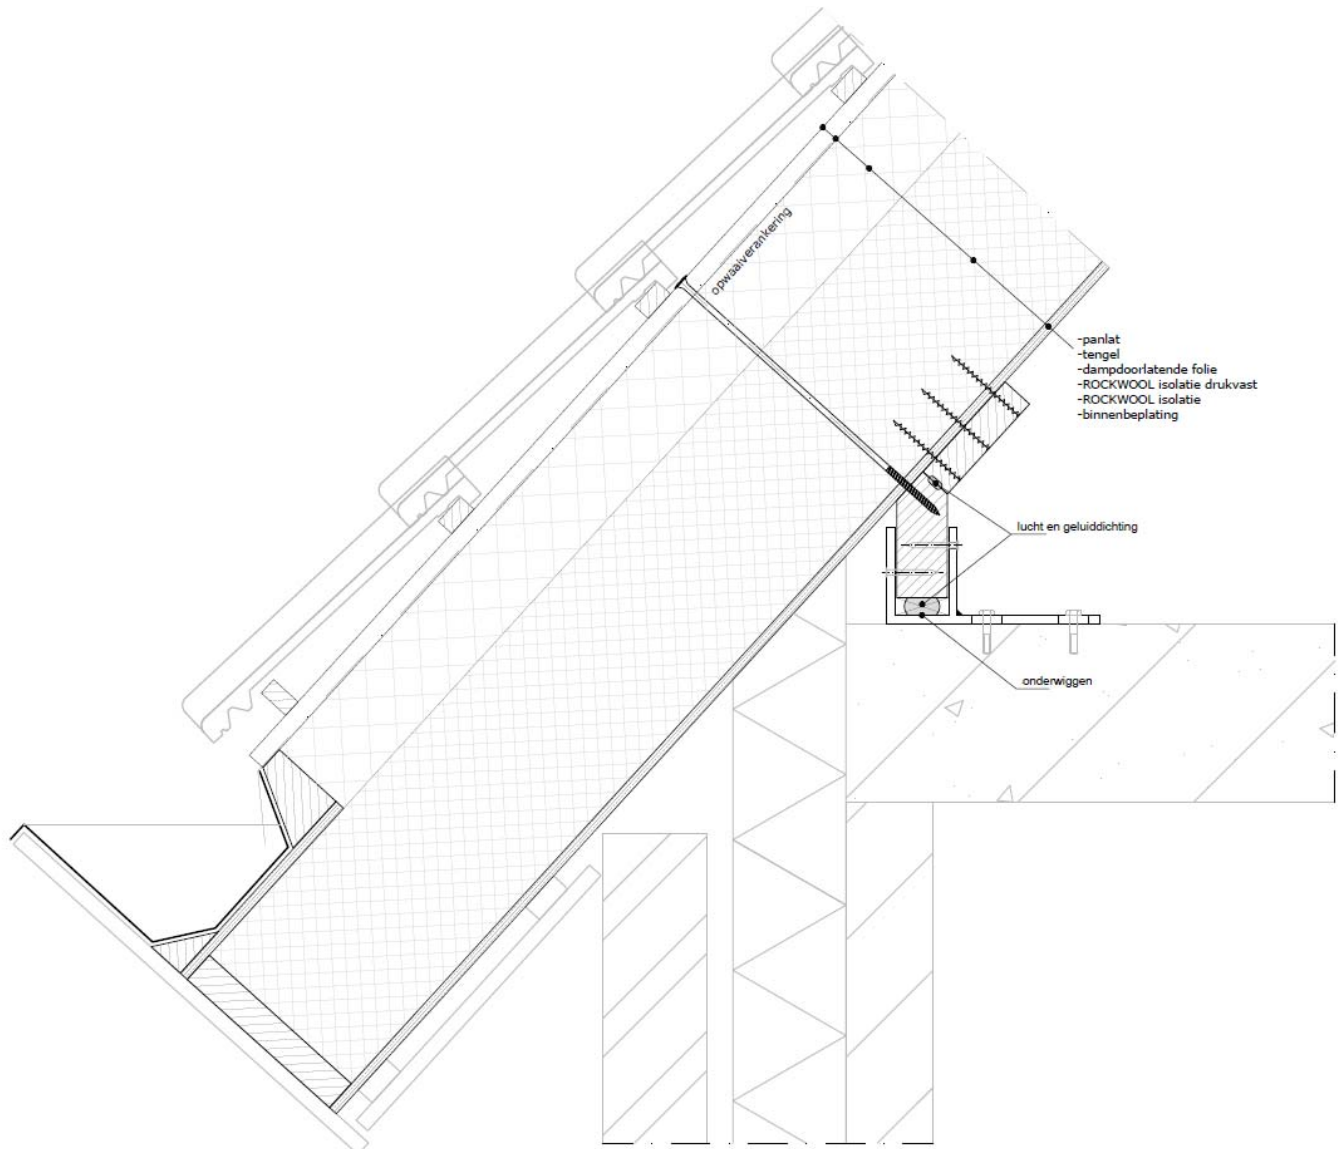 opwaaiverankering
-panlat
-tengel
-dampdoorlatende folie
-ROCKWOOL isolatie drukvast
-ROCKWOOL isolatie
-binnenbeplating
lucht en geluiddichting
onderwiggen